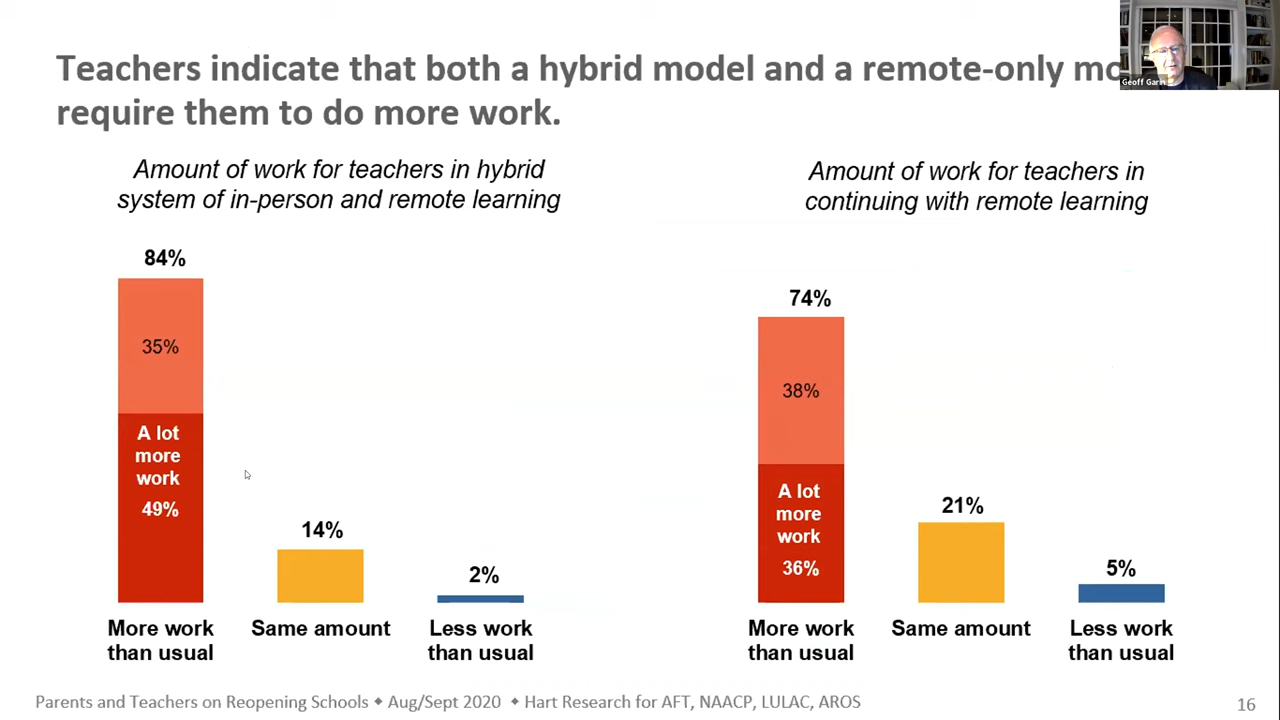 Teachers indicate that both a hybrid model and a remote-only
require them to do more work.
Geoff Garin
Amount of work for teachers in hybrid
system of in-person and remote learning
84%
35%
A lot
more
work
49%
14%
2%
More work
than usual
Same amount
Less work
than usual
Amount of work for teachers in
continuing with remote learning
74%
38%
A lot
more
work
36%
21%
5%
More work
than usual
Same amount
Less work
than usual
Parents and Teachers on Reopening Schools ◆ Aug/Sept 2020 ◆ Hart Research for AFT, NAACP, LULAC, AROS
16